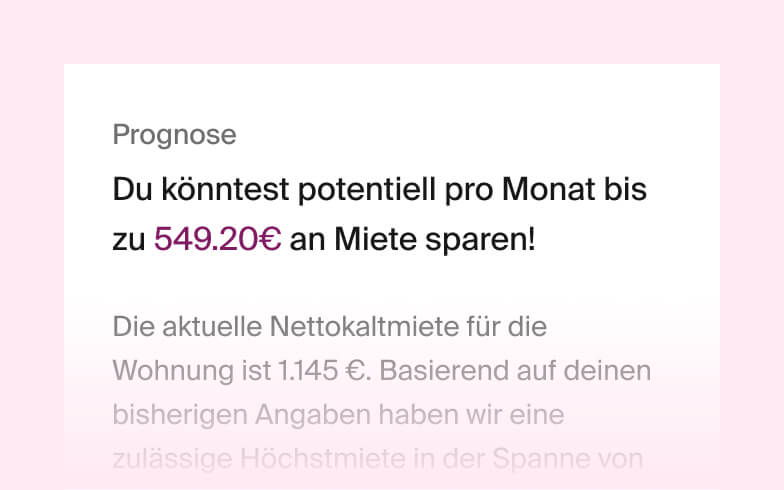 Prognose
Du könntest potentiell pro Monat bis
zu 549.20€ an Miete sparen!
Die aktuelle Nettokaltmiete für die
Wohnung ist 1.145 €. Basierend auf deinen
bisherigen Angaben haben wir eine
zulässige Höchstmiete in der Spanne von